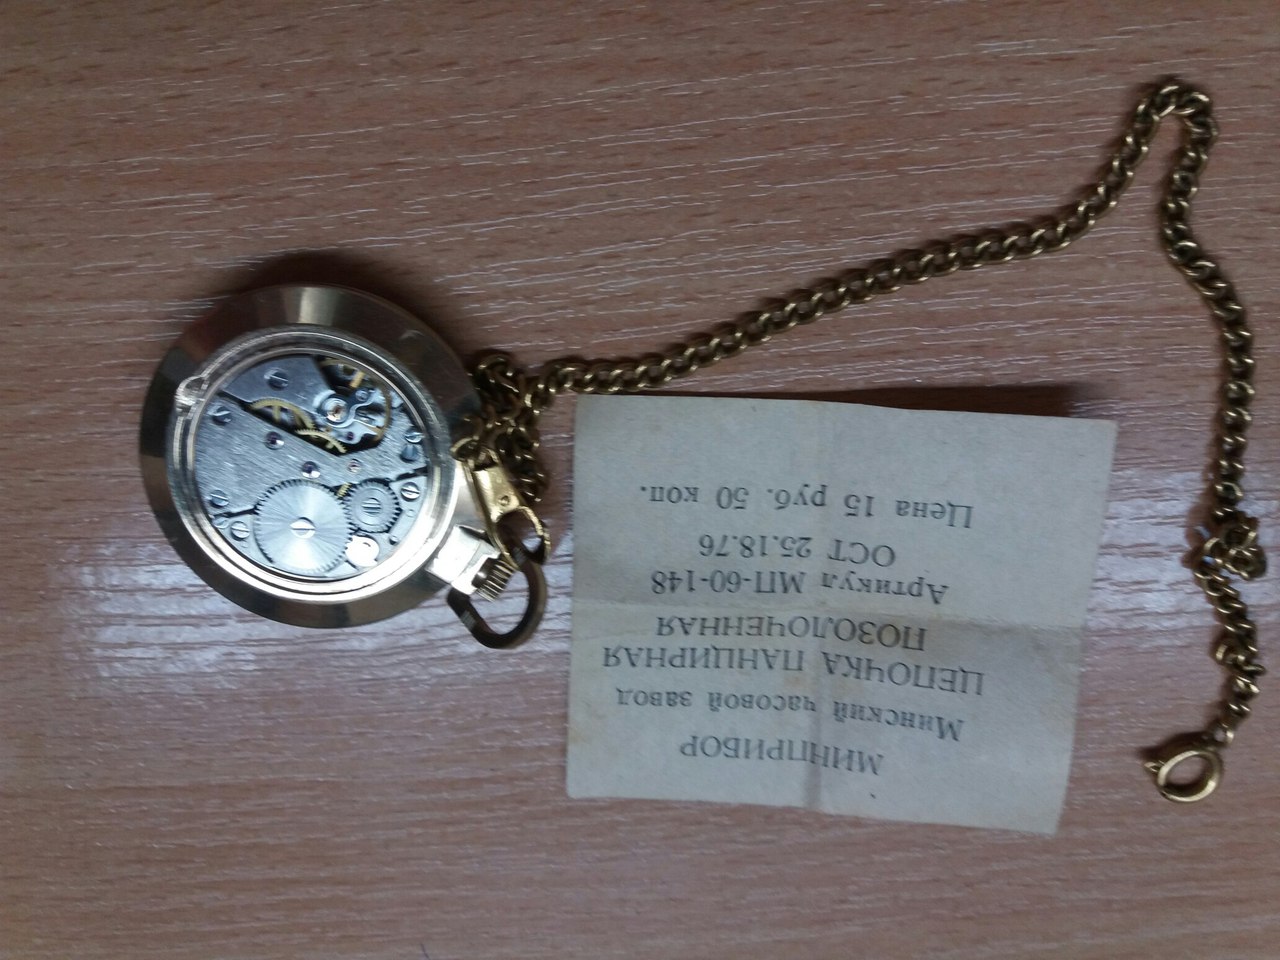 МИНПРИБОР
Минский часовой завод
ЦЕПОЧКА ПАНЦИРНАЯ
ПОЗОЛОЧЕННАЯ
Артикул МП-60-148
ОСТ 25.18.76
Цена 15 руб. 50 коп.